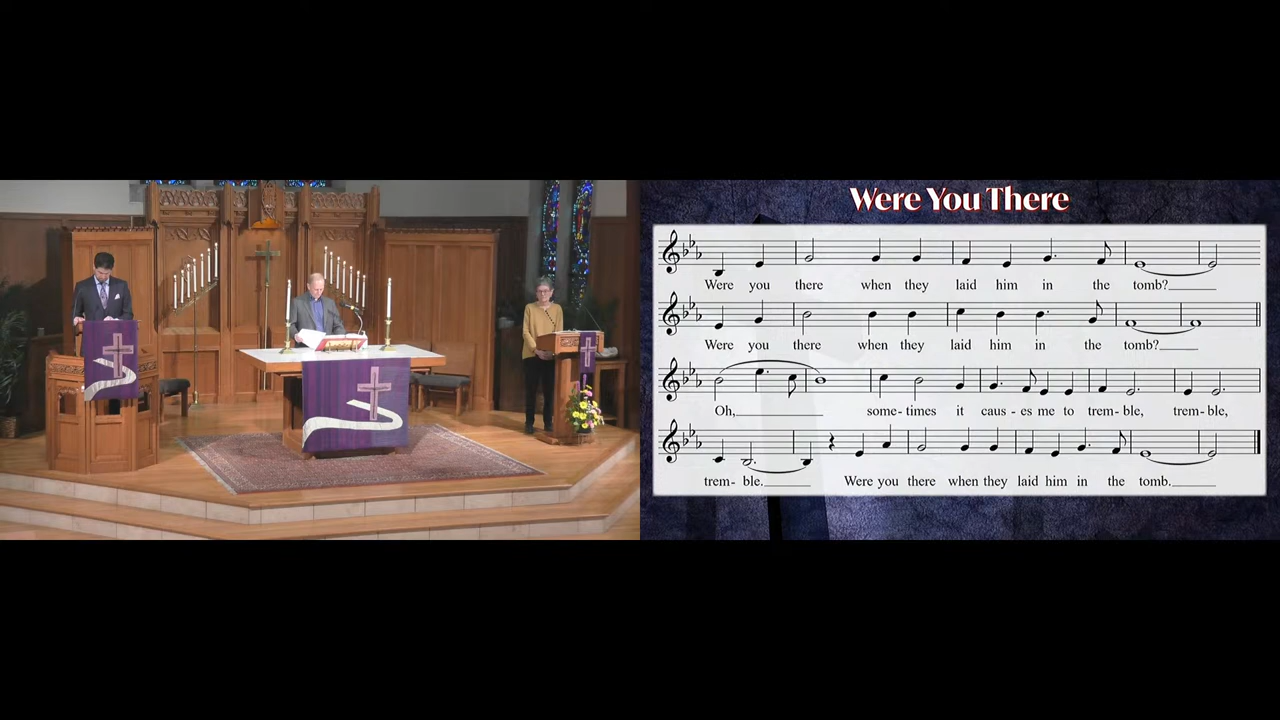 Were You There
Were you there when they laid him in the tomb?
Were you there when they laid him in the tomb?
Oh, some- times it caus - es me to trem- ble, trem- ble,
trem- ble. Were you there when they laid him in the tomb.